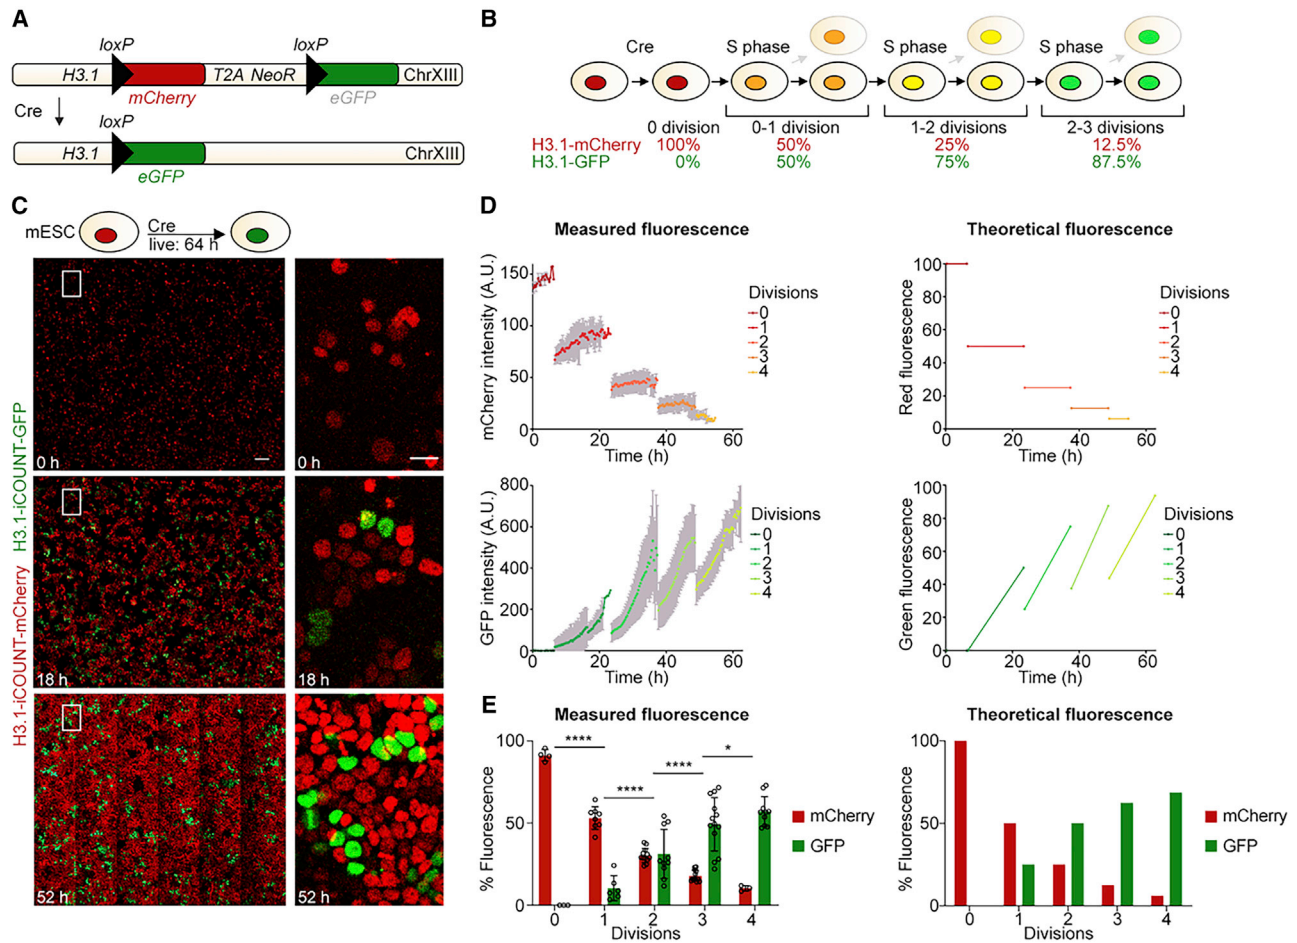 A
loxP
loxP
H3.1
T2A NeoR
ChrXIII
mCherry
eGFP
Cre
loxP
H3.1
ChrXIII
eGFP
B
Cre
S phase
S phase
S phase
0 division
0-1 division
1-2 divisions
2-3 divisions
H3.1-mCherry 100% 50% 25% 12.5%
H3.1-GFP 0% 50% 75% 87.5%
C
mESC
Cre
live: 64 h
H3.1-iCOUNT-mCherry H3.1-iCOUNT-GFP
0 h
0 h
18 h
18 h
52 h
52 h
D
Measured fluorescence
mCherry intensity (A.U.)
150
100
50
0
0 20 40 60
Time (h)
Divisions
0
1
2
3
4
Theoretical fluorescence
Red fluorescence
100
80
60
40
20
0
0 20 40 60
Time (h)
Divisions
0
1
2
3
4
GFP intensity (A.U.)
800
600
400
200
0
0 20 40 60
Time (h)
Divisions
0
1
2
3
4
Green fluorescence
100
80
60
40
20
0
0 20 40 60
Time (h)
Divisions
0
1
2
3
4
E
Measured fluorescence
% Fluorescence
100
50
0
****
****
****
*
0 1 2 3 4
Divisions
mCherry
GFP
Theoretical fluorescence
% Fluorescence
100
50
0
0 1 2 3 4
Divisions
mCherry
GFP